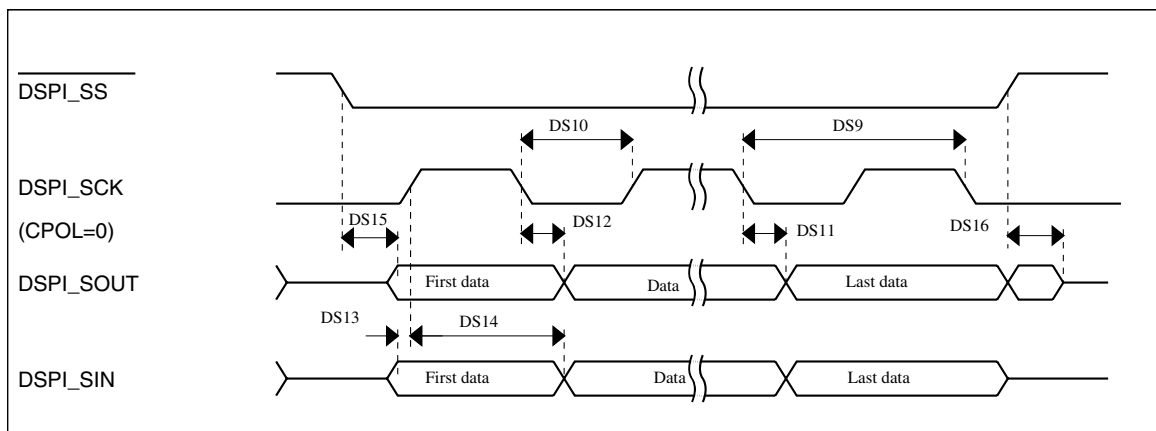 DSPI_SS
DS10
DS9
DSPI_SCK
(CPOL=0)
DS15
DS12
DS11
DS16
DSPI_SOUT
First data
Data
Last data
DS13
DS14
DSPI_SIN
First data
Data
Last data